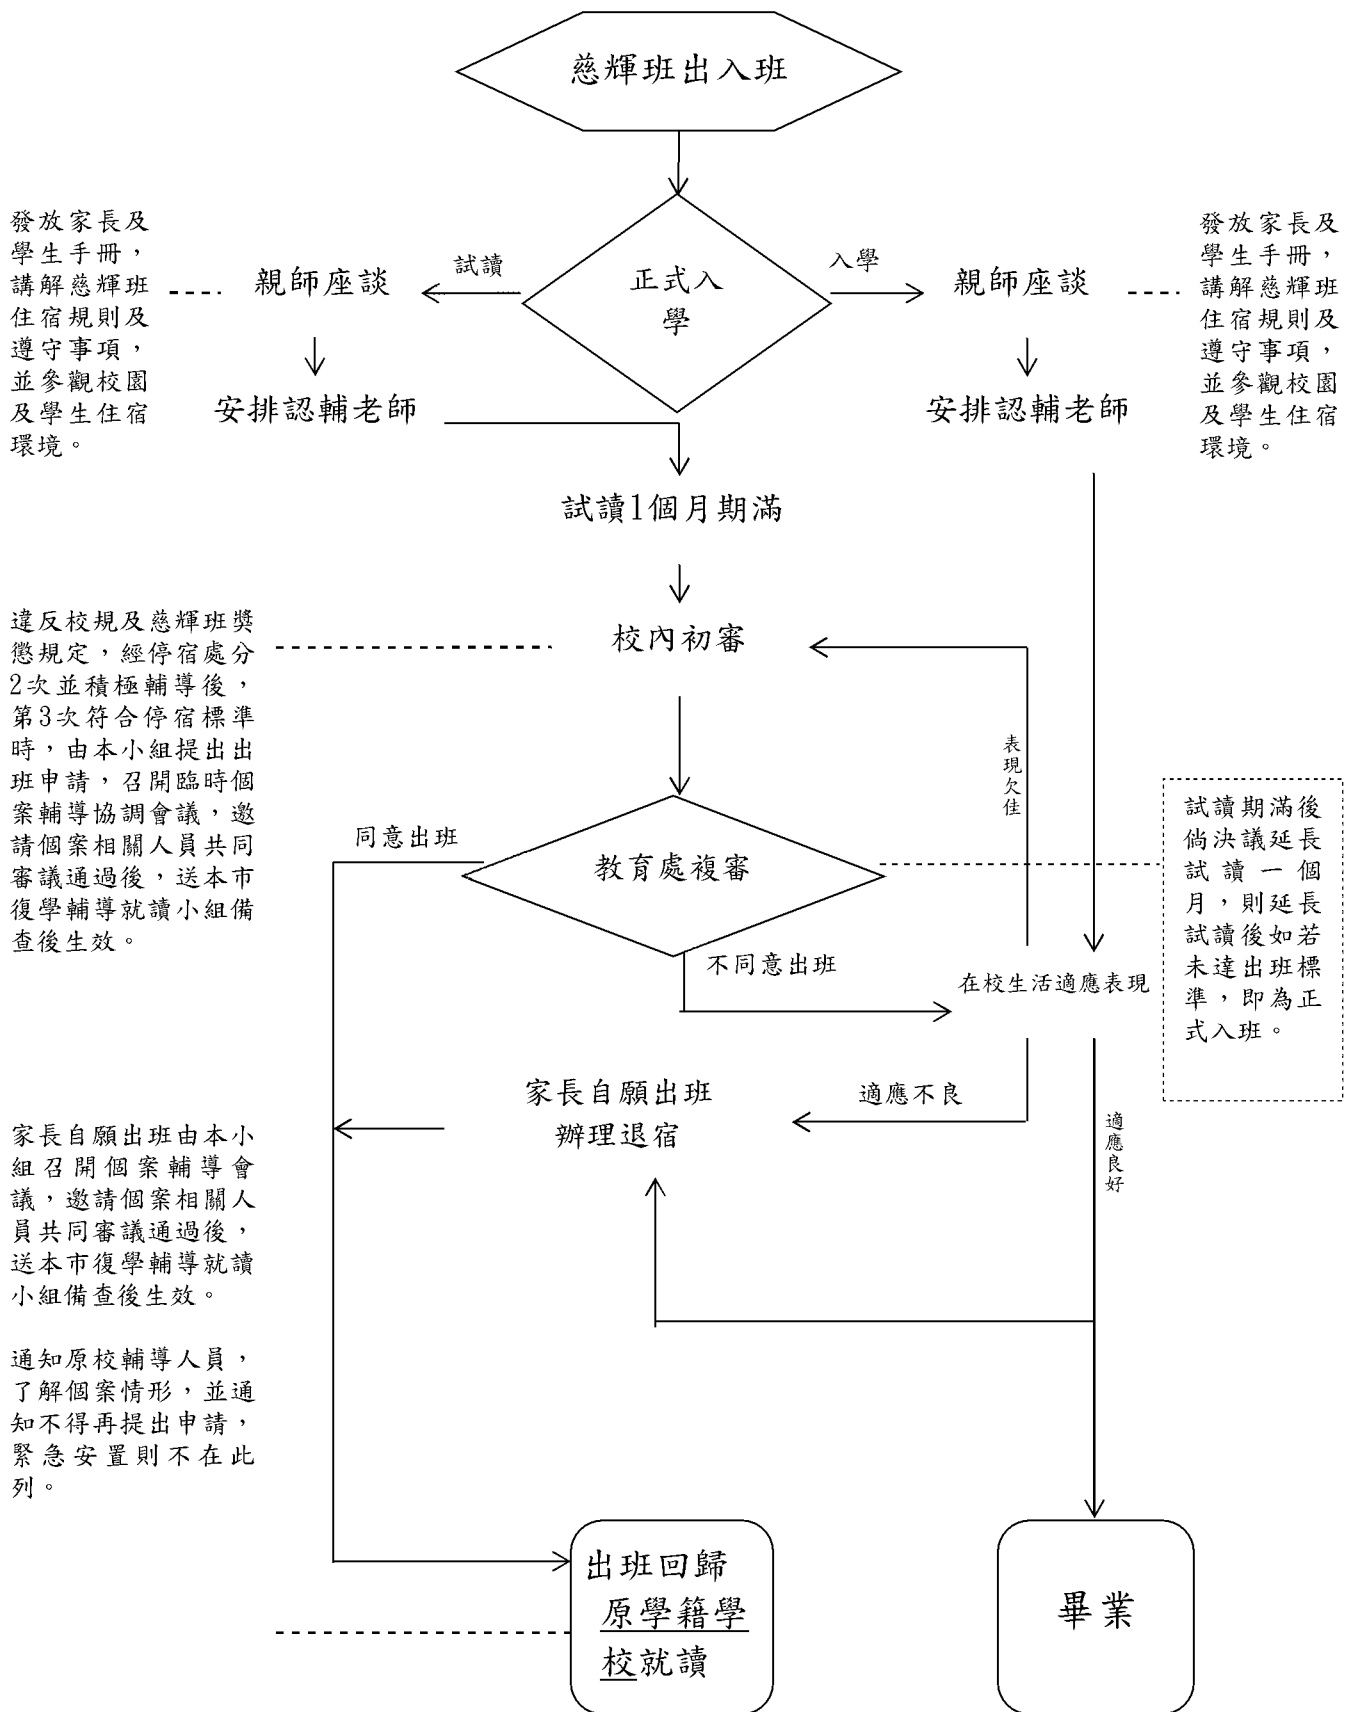 慈輝班出入班
發放家長及
學生手冊，
講解慈輝班
住宿規則及
遵守事項，
並參觀校園
及學生住宿
環境。
親師座談
試讀
正式入
學
入學
親師座談
發放家長及
學生手冊，
講解慈輝班
住宿規則及
遵守事項，
並參觀校園
及學生住宿
環境。
安排認輔老師
安排認輔老師
試讀1個月期滿
違反校規及慈輝班獎
懲規定，經停宿處分
2次並積極輔導後，
第3次符合停宿標準
時，由本小組提出出
班申請，召開臨時個
案輔導協調會議，邀
請個案相關人員共同
審議通過後，送本市
復學輔導就讀小組備
查後生效。
校內初審
表現欠佳
同意出班
教育處複審
試讀期滿後
倘決議延長
試讀一個
月，則延長
試讀後如若
未達出班標
準，即為正
式入班。
不同意出班
在校生活適應表現
家長自願出班
辦理退宿
適應不良
適應良好
家長自願出班由本小
組召開個案輔導會
議，邀請個案相關人
員共同審議通過後，
送本市復學輔導就讀
小組備查後生效。
通知原校輔導人員，
了解個案情形，並通
知不得再提出申請，
緊急安置則不在此
列。
出班回歸
原學籍學
校就讀
畢業